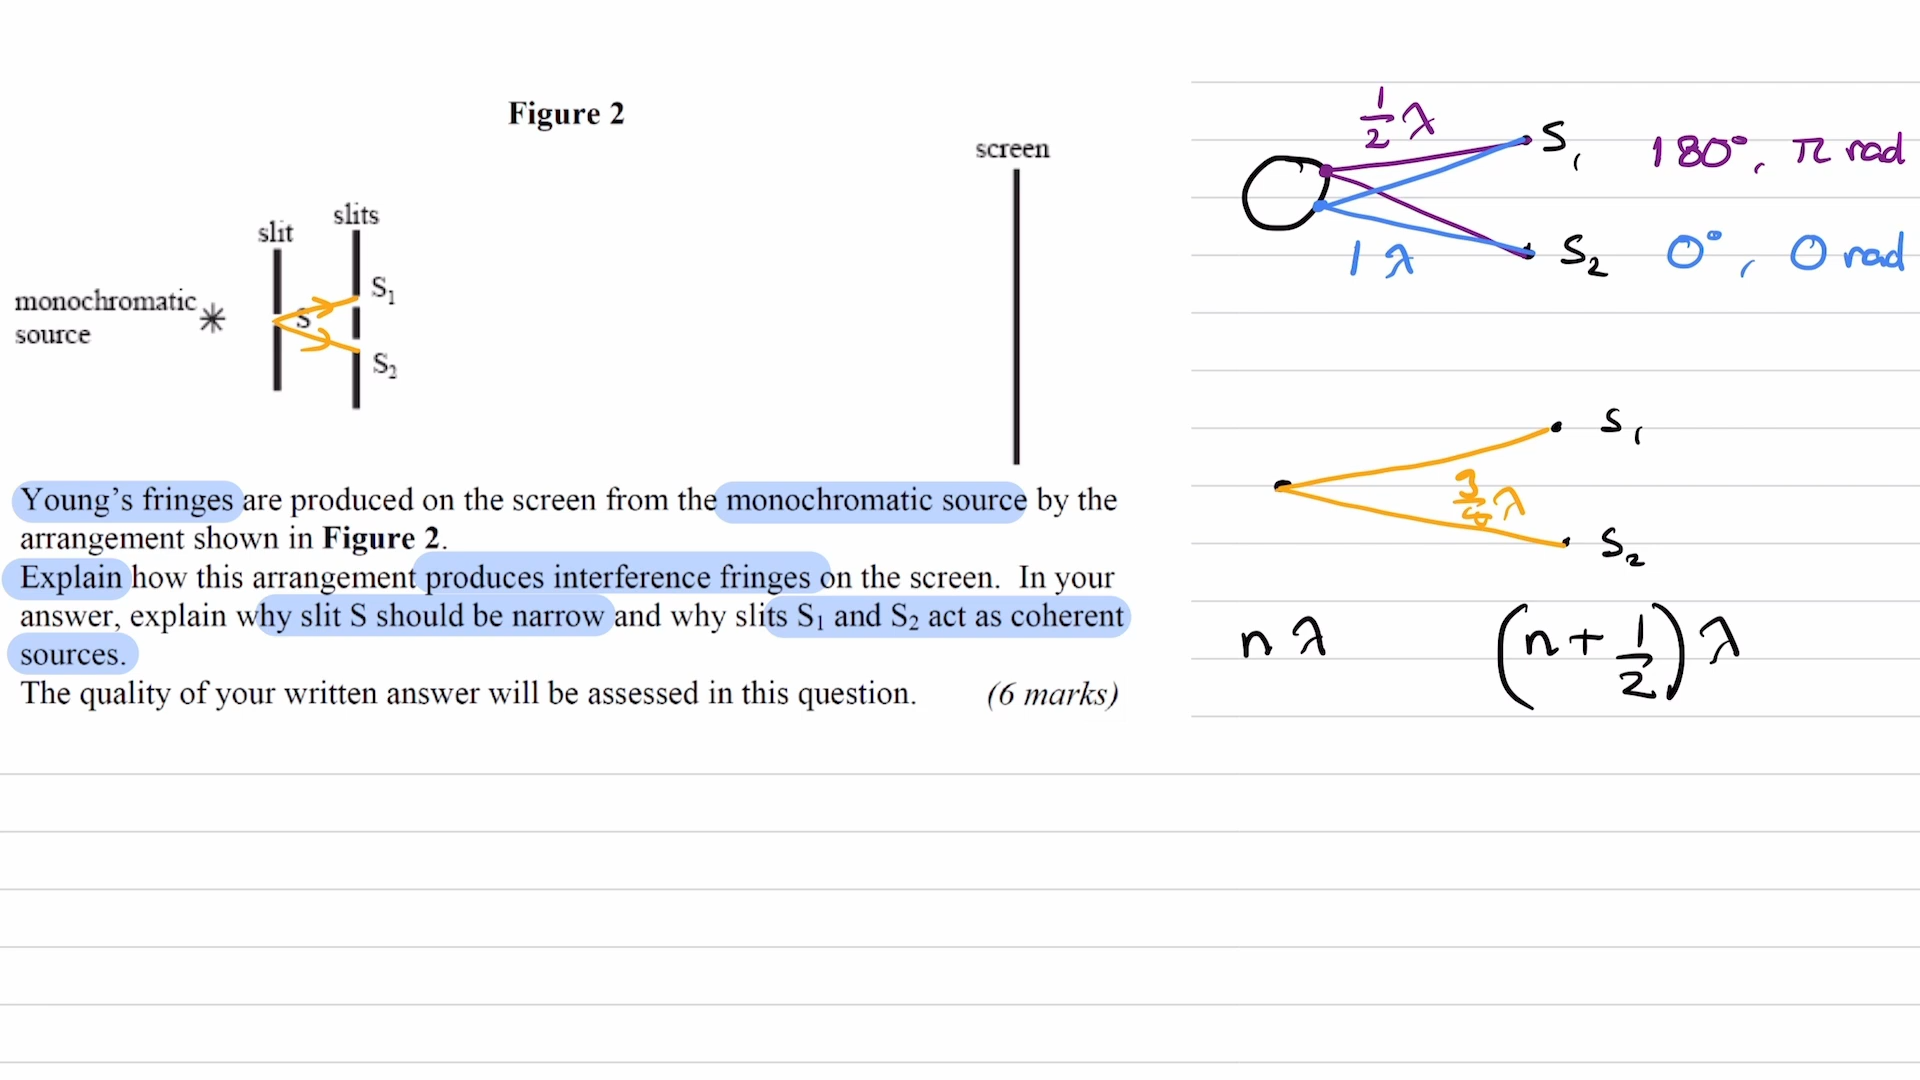 Figure 2
screen
slits
slit
S1
monochromatic
source
S
S2
Young's fringes are produced on the screen from the monochromatic source by the
arrangement shown in Figure 2.
Explain how this arrangement produces interference fringes on the screen. In your
answer, explain why slit S should be narrow and why slits S1 and S2 act as coherent
sources.
The quality of your written answer will be assessed in this question. (6 marks)
1/2 λ
S1 180°, π rad
1 λ S2 0°, 0 rad
S1
λ
S2
n λ (n + 1/2) λ